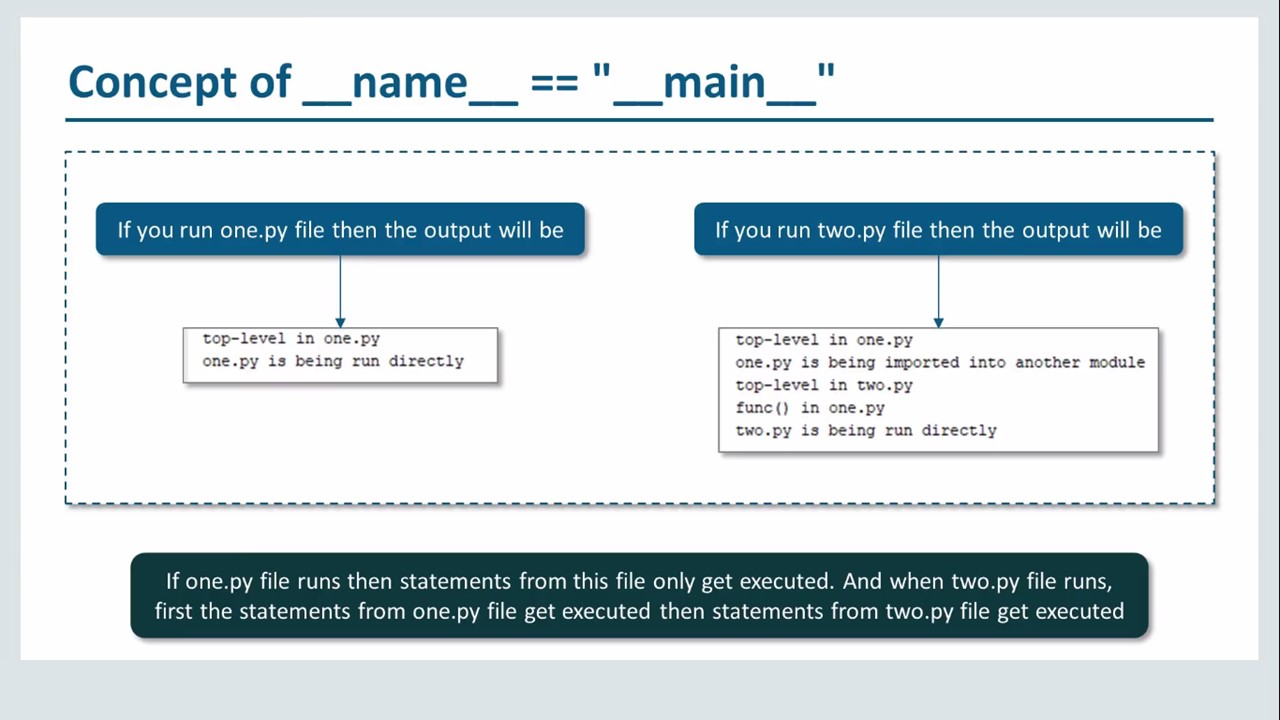 Concept of __name__ == "__main__"
If you run one.py file then the output will be
top-level in one.py
one.py is being run directly
If you run two.py file then the output will be
top-level in one.py
one.py is being imported into another module
top-level in two.py
func() in one.py
two.py is being run directly
If one.py file runs then statements from this file only get executed. And when two.py file runs,
first the statements from one.py file get executed then statements from two.py file get executed